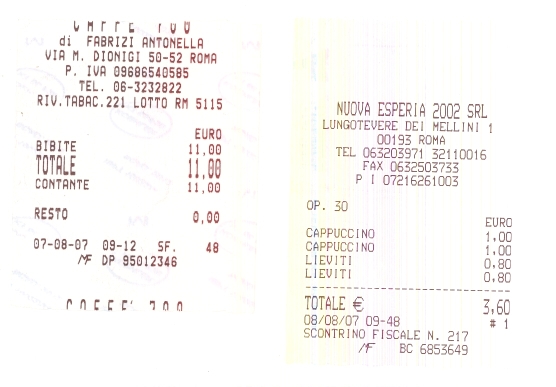 CAFFE' 700
di FABRIZI ANTONELLA
VIA M. DIONIGI 50-52 ROMA
P. IVA 09686540585
TEL. 06-3232822
RIV.TABAC.221 LOTTO RM 5115
EURO
BIBITE 11,00
TOTALE 11,00
CONTANTE 11,00
RESTO 0,00
07-08-07 09-12 SF. 48
MF DP 95012346
NUOVA ESPERIA 2002 SRL
LUNGOTEVERE DEI MELLINI 1
00193 ROMA
TEL 063203971 32110016
FAX 0632503733
P I 07216261003
OP. 30
EURO
CAPPUCCINO 1,00
CAPPUCCINO 1,00
LIEVITI 0,80
LIEVITI 0,80
TOTALE € 3,60
08/08/07 09-48 # 1
SCONTRINO FISCALE N. 217
MF BC 6853649